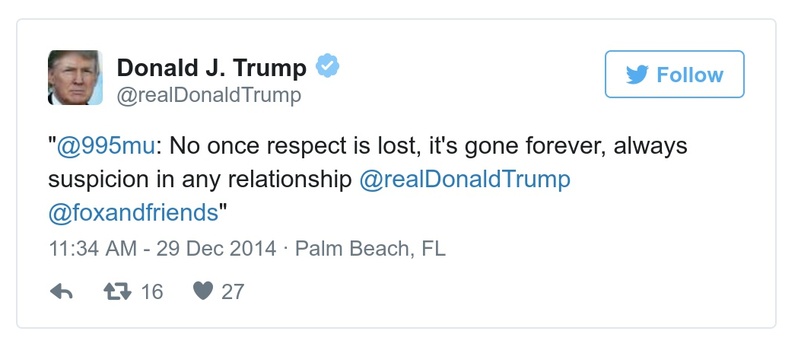 Donald J. Trump
@realDonaldTrump
Follow
"@995mu: No once respect is lost, it's gone forever, always
suspicion in any relationship @realDonaldTrump
@foxandfriends"
11:34 AM - 29 Dec 2014 · Palm Beach, FL
16 27